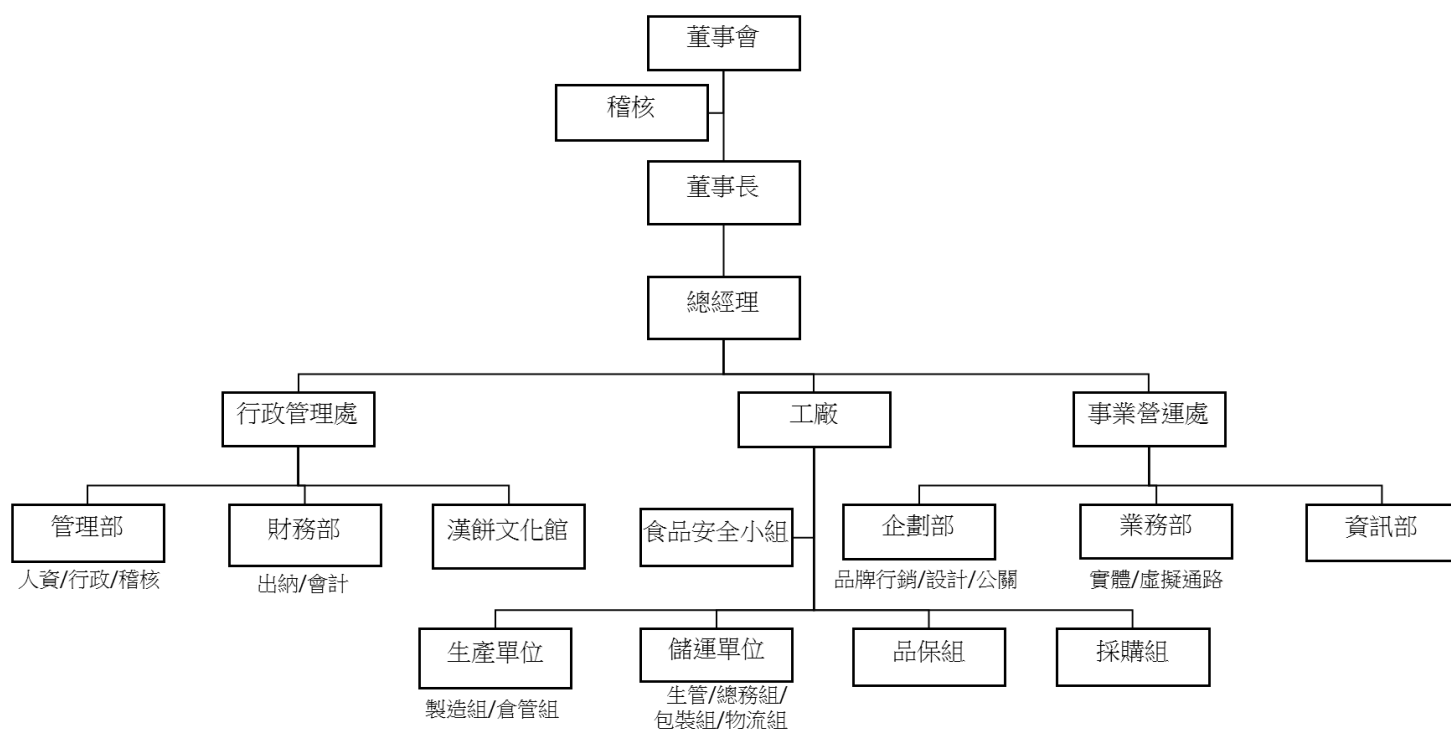 董事會
稽核
董事長
總經理
行政管理處
工廠
事業營運處
管理部
財務部
漢餅文化館
食品安全小組
企劃部
業務部
資訊部
人資/行政/稽核
出納/會計
品牌行銷/設計/公關
實體/虛擬通路
生產單位
儲運單位
品保組
採購組
製造組/倉管組
生管/總務組/
包裝組/物流組